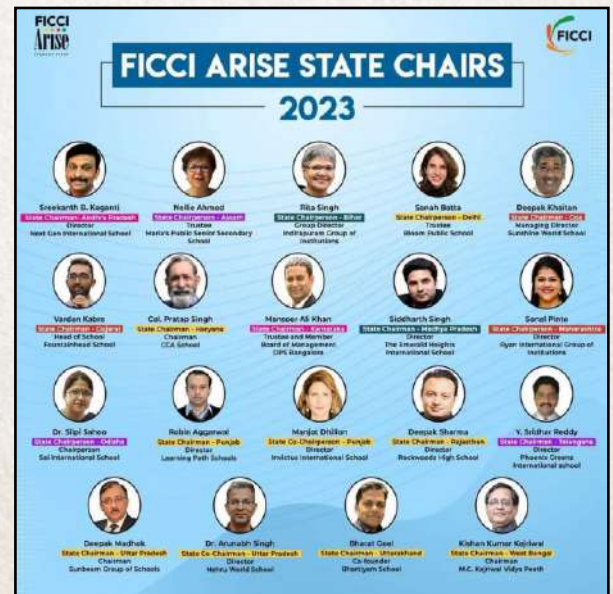 FICCI
Arise
FICCI
FICCI ARISE STATE CHAIRS
2023
Sreekanth B. Kaganti
State Chairman- Andhra Pradesh
Director
Next Gen International School
Nellie Ahmed
State Chairperson - Assam
Trustee
Maria's Public Senior Secondary
School
Rita Singh
State Chairperson - Bihar
Group Director
Indirapuram Group of
Institutions
Sanah Batta
State Chairperson - Delhi
Trustee
Bloom Public School
Deepak Khaitan
State Chairman - Goa
Managing Director
Sunshine World School
Vardan Kabra
State Chairman - Gujarat
Head of School
Fountainhead School
Col. Pratap Singh
State Chairman - Haryana
Chairman
CCA School
Mansoor Ali Khan
State Chairman - Karnataka
Trustee and Member
Board of Management
DPS Bangalore
Siddharth Singh
State Chairman - Madhya Pradesh
Director
The Emerald Heights
International School
Sonal Pinto
State Chairperson - Maharashtra
Director
Ryan International Group of
Institutions
Dr. Silpi Sahoo
State Chairperson - Odisha
Chairperson
Sai International School
Robin Aggarwal
State Chairman - Punjab
Director
Learning Path Schools
Manjot Dhillon
State Co-Chairperson - Punjab
Director
Invictus International School
Deepak Sharma
State Chairman - Rajasthan
Director
Rockwoods High School
Y. Sridhar Reddy
State Chairman - Telangana
Director
Phoenix Greens
International school
Deepak Madhok
State Chairman - Uttar Pradesh
Chairman
Sunbeam Group of Schools
Dr. Arunabh Singh
State Co-Chairman - Uttar Pradesh
Director
Nehru World School
Bharat Goel
State Chairman - Uttarakhand
Co-founder
Bhartiyam School
Kishan Kumar Kejriwal
State Chairman - West Bengal
Chairman
M.C. Kejriwal Vidya Peeth